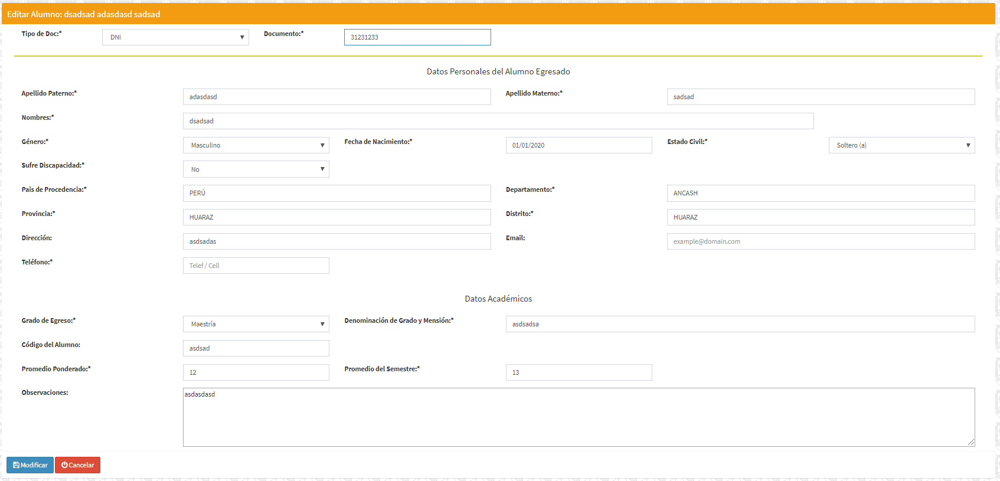 Editar Alumno: dsadsad adasdasd sadsad
Tipo de Doc:* DNI Documento:* 31231233
Datos Personales del Alumno Egresado
Apellido Paterno:* adasdasd Apellido Materno:* sadsad
Nombres:* dsadsad
Género:* Masculino Fecha de Nacimiento:* 01/01/2020 Estado Civil:* Soltero (a)
Sufre Discapacidad:* No
Pais de Procedencia:* PERÚ Departamento:* ANCASH
Provincia:* HUARAZ Distrito:* HUARAZ
Dirección: asdsadas Email: example@domain.com
Teléfono:* Telef / Cell
Datos Académicos
Grado de Egreso:* Maestría Denominación de Grado y Mensión:* asdsadsa
Código del Alumno: asdsad
Promedio Ponderado:* 12 Promedio del Semestre:* 13
Observaciones: asdasdasd
Modificar Cancelar